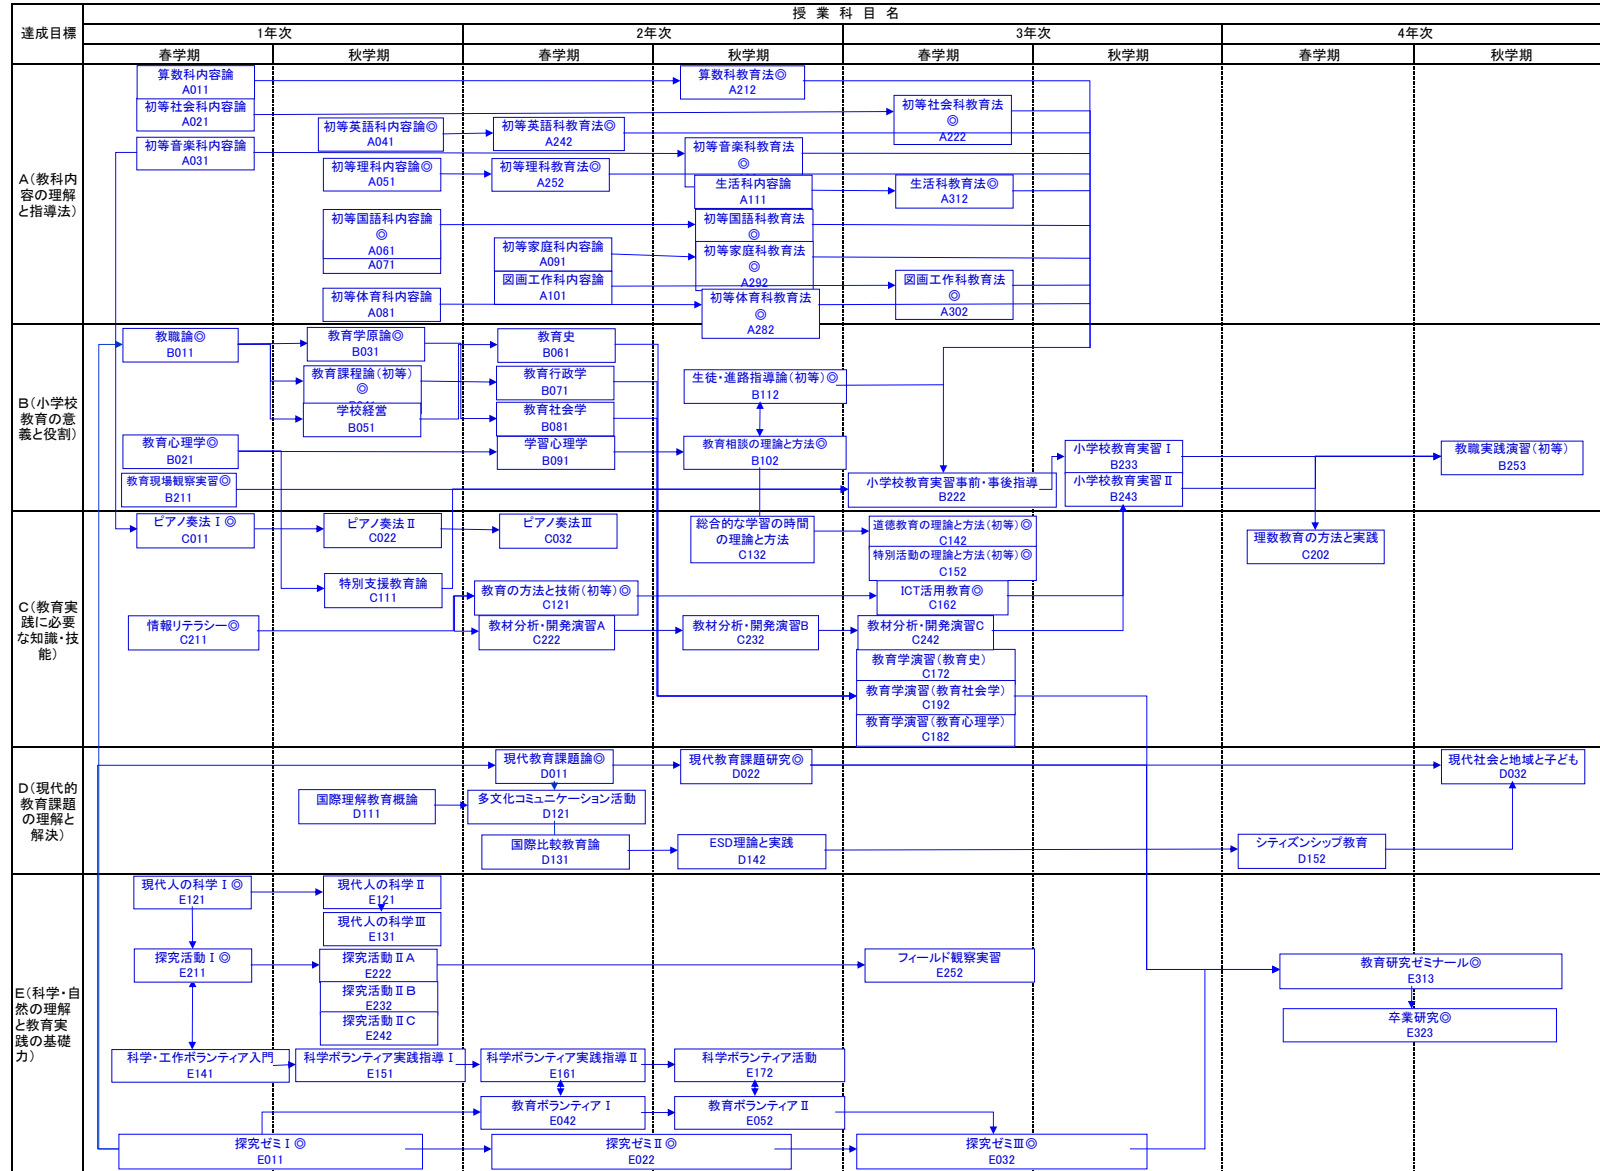 授業科目名
達成目標
1年次
2年次
3年次
4年次
春学期
秋学期
春学期
秋学期
春学期
秋学期
春学期
秋学期
A(教科内
容の理解
と指導法)
算数科内容論
A011
算数科教育法◎
A212
初等社会科内容論
A021
初等社会科教育法
◎
A222
初等英語科内容論◎
A041
初等英語科教育法◎
A242
初等音楽科内容論
A031
初等音楽科教育法
◎
初等理科内容論◎
A051
初等理科教育法◎
A252
生活科内容論
A111
生活科教育法◎
A312
初等国語科内容論
◎
A061
A071
初等国語科教育法
◎
初等家庭科内容論
A091
初等家庭科教育法
◎
A292
図画工作科内容論
A101
図画工作科教育法
◎
A302
初等体育科内容論
A081
初等体育科教育法
◎
A282
B(小学校
教育の意
義と役割)
教職論◎
B011
教育学原論◎
B031
教育史
B061
教育課程論(初等)
◎
教育行政学
B071
生徒・進路指導論(初等)◎
B112
学校経営
B051
教育社会学
B081
教育心理学◎
B021
学習心理学
B091
教育相談の理論と方法◎
B102
小学校教育実習Ⅰ
B233
教職実践演習(初等)
B253
教育現場観察実習◎
B211
小学校教育実習事前・事後指導
B222
小学校教育実習Ⅱ
B243
C(教育実
践に必要
な知識・技
能)
ピアノ奏法Ⅰ◎
C011
ピアノ奏法Ⅱ
C022
ピアノ奏法Ⅲ
C032
総合的な学習の時間
の理論と方法
C132
道徳教育の理論と方法(初等)◎
C142
理数教育の方法と実践
C202
特別活動の理論と方法(初等)◎
C152
特別支援教育論
C111
教育の方法と技術(初等)◎
C121
ICT活用教育◎
C162
情報リテラシー◎
C211
教材分析・開発演習A
C222
教材分析・開発演習B
C232
教材分析・開発演習C
C242
教育学演習(教育史)
C172
教育学演習(教育社会学)
C192
教育学演習(教育心理学)
C182
D(現代的
教育課題
の理解と
解決)
現代教育課題論◎
D011
現代教育課題研究◎
D022
現代社会と地域と子ども
D032
国際理解教育概論
D111
多文化コミュニケーション活動
D121
国際比較教育論
D131
ESD理論と実践
D142
シティズンシップ教育
D152
E(科学・自
然の理解
と教育実
践の基礎
力)
現代人の科学Ⅰ◎
E121
現代人の科学Ⅱ
E121
現代人の科学Ⅲ
E131
探究活動Ⅰ◎
E211
探究活動ⅡA
E222
フィールド観察実習
E252
教育研究ゼミナール◎
E313
探究活動ⅡB
E232
探究活動ⅡC
E242
卒業研究◎
E323
科学・工作ボランティア入門
E141
科学ボランティア実践指導Ⅰ
E151
科学ボランティア実践指導Ⅱ
E161
科学ボランティア活動
E172
教育ボランティアⅠ
E042
教育ボランティアⅡ
E052
探究ゼミⅠ◎
E011
探究ゼミⅡ◎
E022
探究ゼミⅢ◎
E032